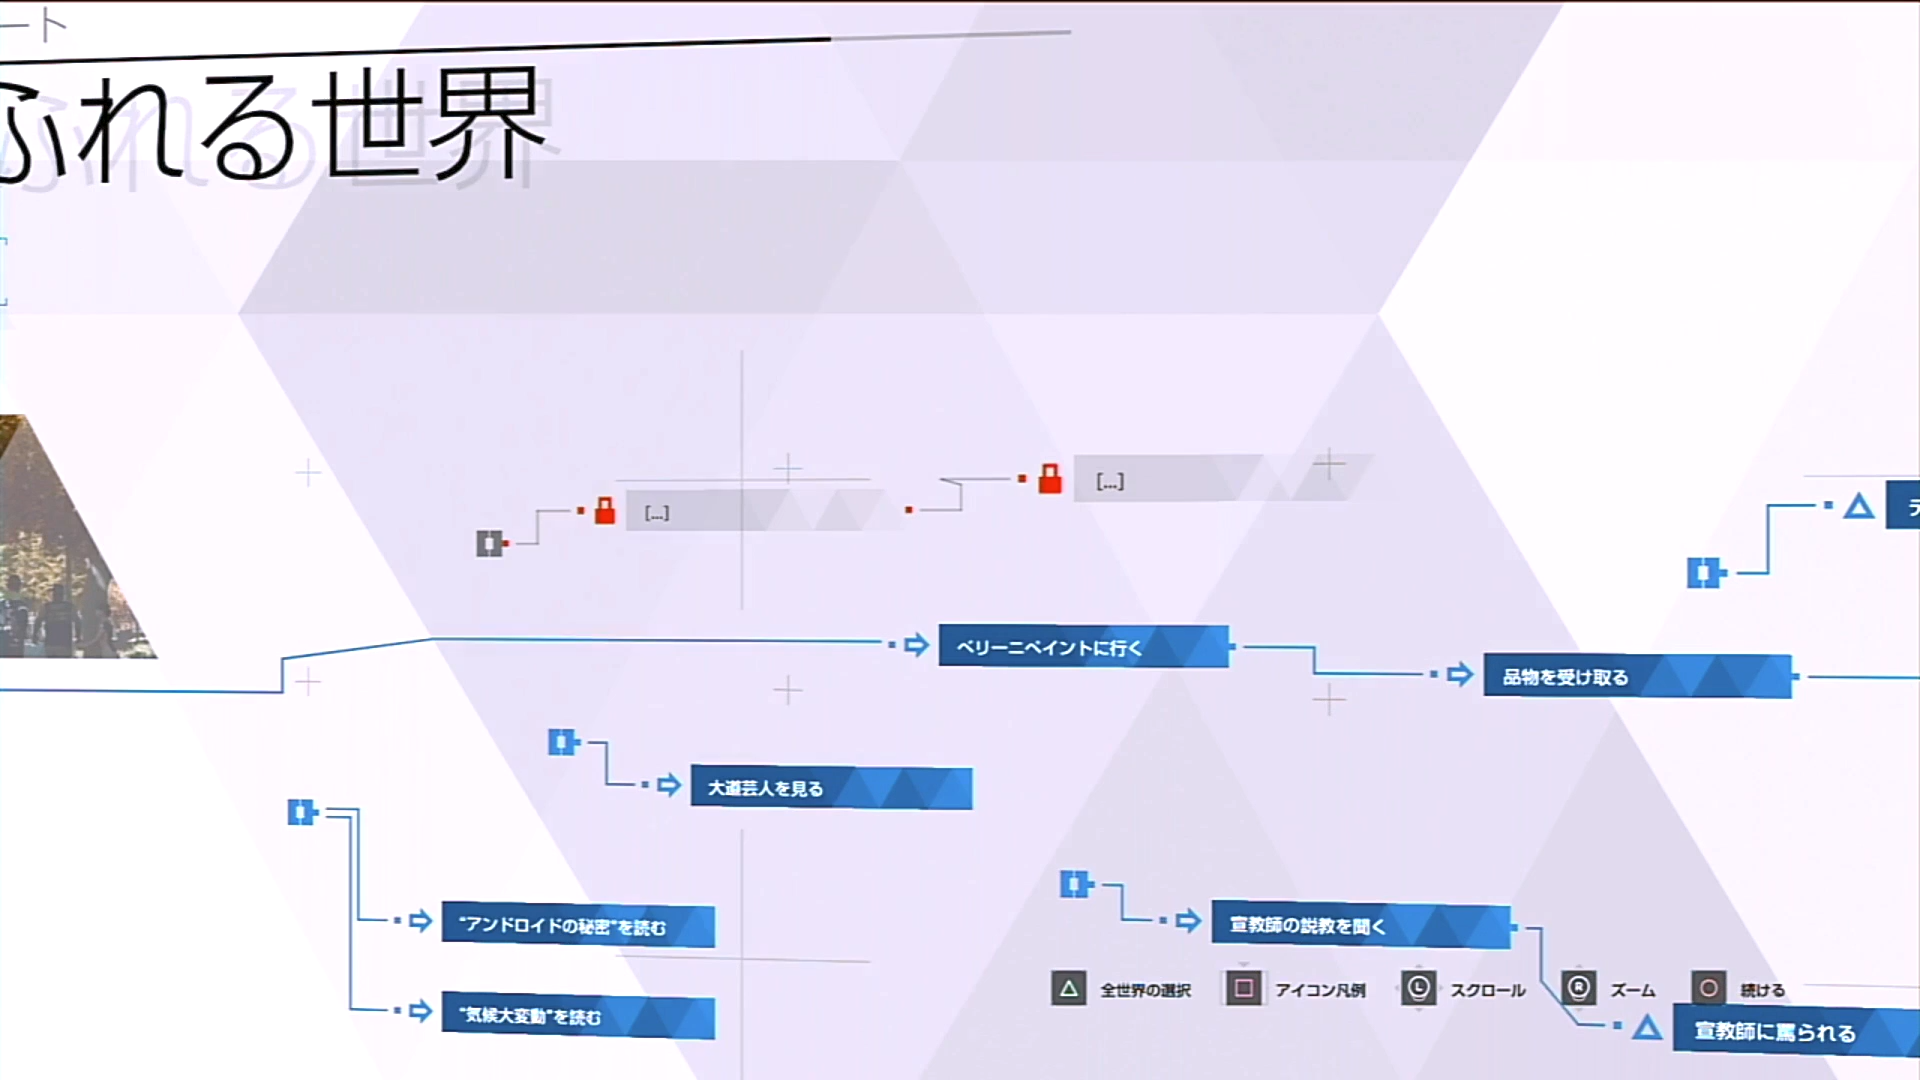 ート
ふれる世界
[...]
[...]
ベリーニペイントに行く
品物を受け取る
大道芸人を見る
“アンドロイドの秘密”を読む
宣教師の説教を聞く
“気候大変動”を読む
宣教師に罵られる
全世界の選択
アイコン凡例
L スクロール
R ズーム
続ける